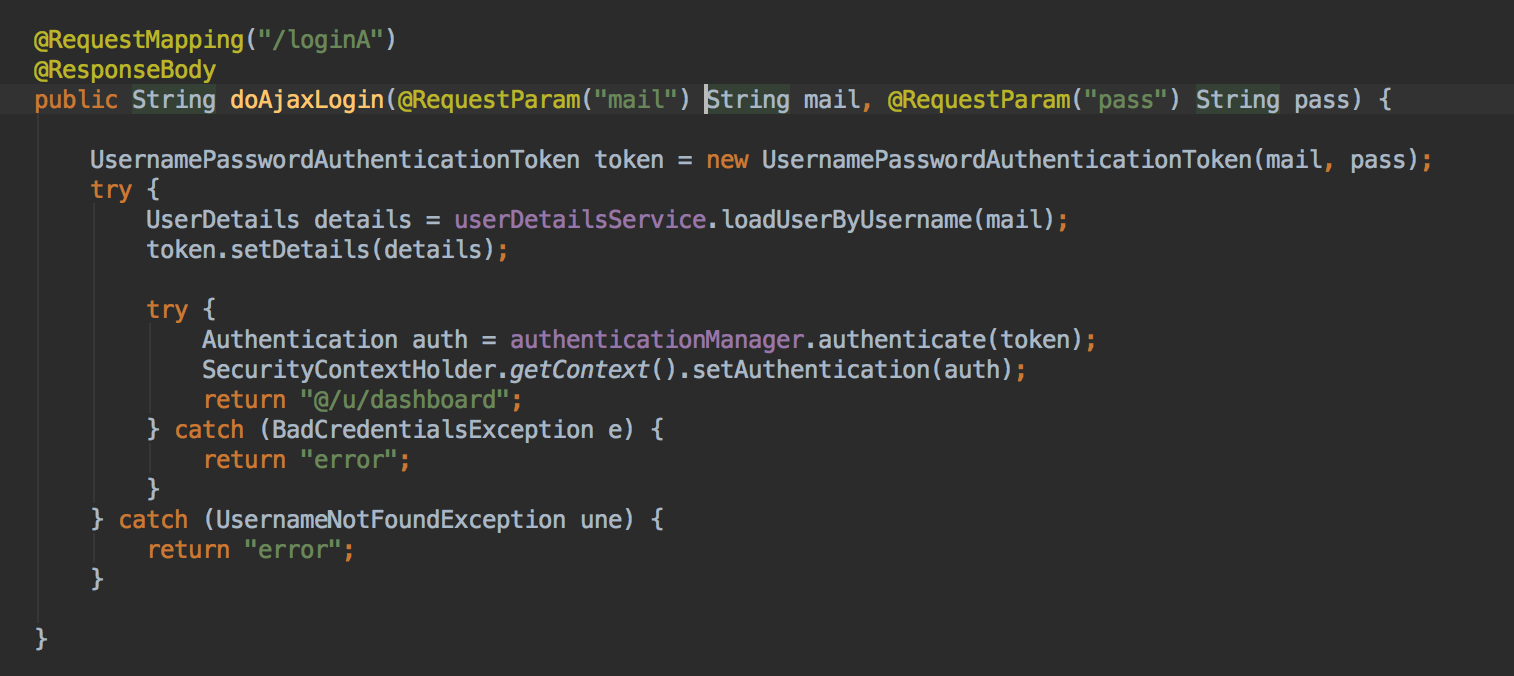 @RequestMapping("/loginA")
@ResponseBody
public String doAjaxLogin(@RequestParam("mail") String mail, @RequestParam("pass") String pass) {
UsernamePasswordAuthenticationToken token = new UsernamePasswordAuthenticationToken(mail, pass);
try {
UserDetails details = userDetailsService.loadUserByUsername(mail);
token.setDetails(details);
try {
Authentication auth = authenticationManager.authenticate(token);
SecurityContextHolder.getContext().setAuthentication(auth);
return "@/u/dashboard";
} catch (BadCredentialsException e) {
return "error";
}
} catch (UsernameNotFoundException une) {
return "error";
}
}